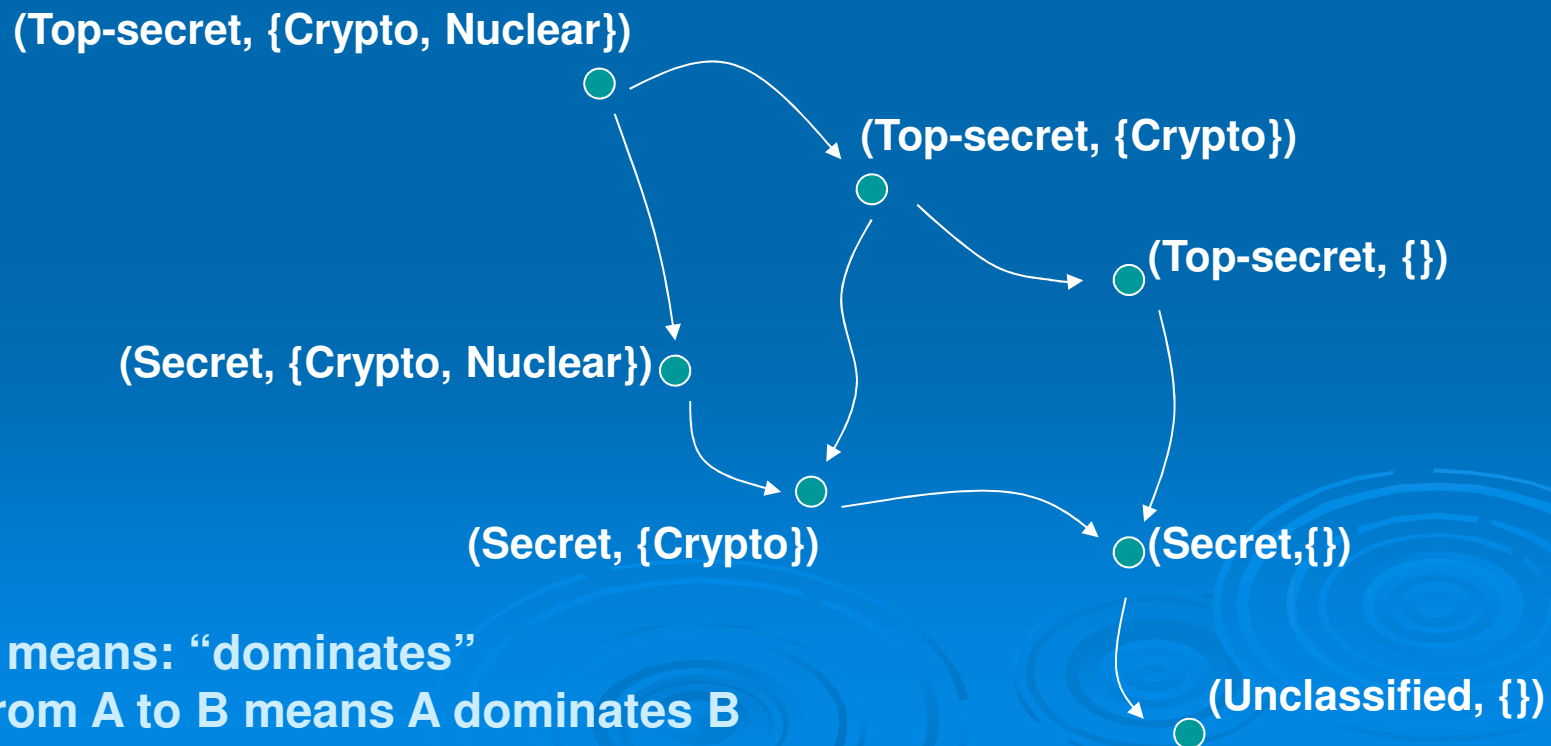 (Top-secret, {Crypto, Nuclear})
(Top-secret, {Crypto})
(Top-secret, {})
(Secret, {Crypto, Nuclear})
(Secret, {Crypto})
(Secret,{})
means: “dominates”
A to B means A dominates B
(Unclassified, {})